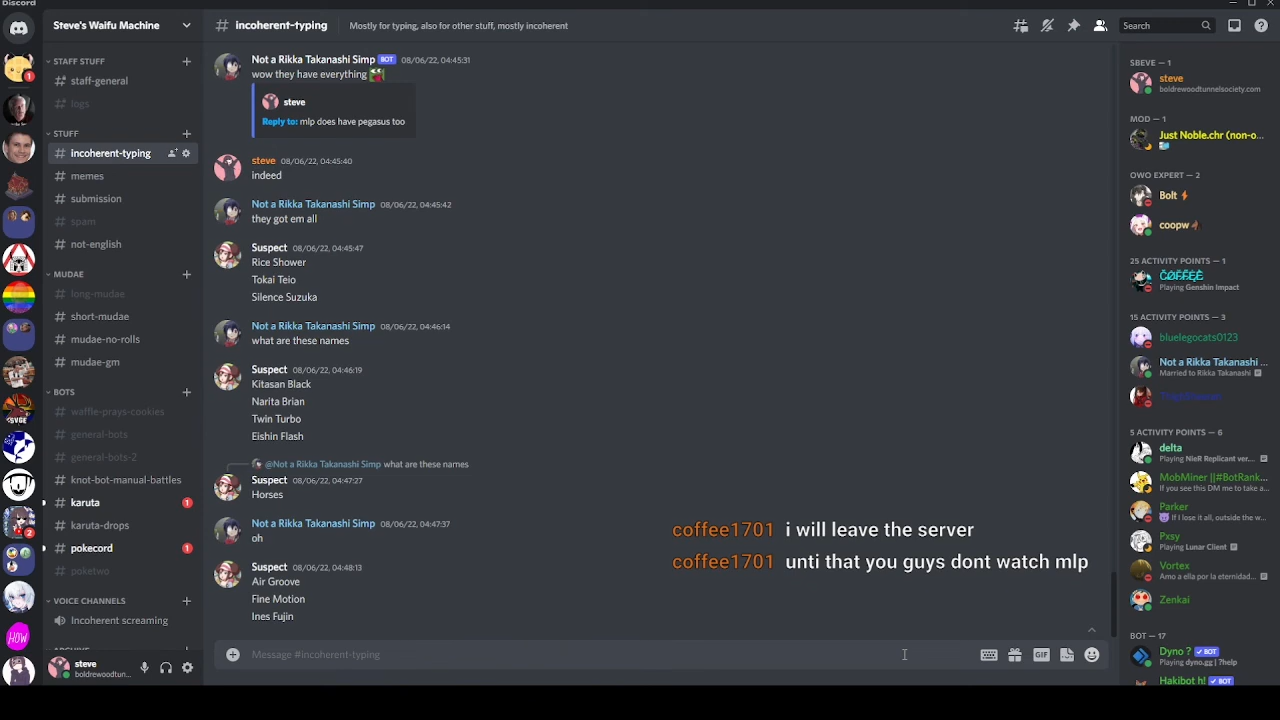 Discord
Steve's Waifu Machine
# incoherent-typing
Mostly for typing, also for other stuff, mostly incoherent
Search
STAFF STUFF
staff-general
logs
STUFF
incoherent-typing
memes
submission
spam
not-english
MUDAE
long-mudae
short-mudae
mudae-no-rolls
mudae-gm
BOTS
waffle-prays-cookies
general-bots
general-bots-2
knot-bot-manual-battles
karuta
1
karuta-drops
pokecord
1
poketwo
VOICE CHANNELS
Incoherent screaming
steve
boldrewoodtun...
1
2
HOW
Not a Rikka Takanashi Simp BOT 08/06/22, 04:45:31
wow they have everything
steve
Reply to: mlp does have pegasus too
steve 08/06/22, 04:45:40
Indeed
Not a Rikka Takanashi Simp 08/06/22, 04:45:42
they got em all
Suspect 08/06/22, 04:45:47
Rice Shower
Tokai Teio
Silence Suzuka
Not a Rikka Takanashi Simp 08/06/22, 04:46:14
what are these names
Suspect 08/06/22, 04:46:19
Kitasan Black
Narita Brian
Twin Turbo
Eishin Flash
@Not a Rikka Takanashi Simp what are these names
Suspect 08/06/22, 04:47:27
Horses
Not a Rikka Takanashi Simp 08/06/22, 04:47:37
oh
Suspect 08/06/22, 04:48:13
Air Groove
Fine Motion
Ines Fujin
coffee1701 i will leave the server
coffee1701 unti that you guys dont watch mlp
Message #incoherent-typing
GIF
SBEVE — 1
steve
boldrewoodtunnelsociety.com
MOD — 1
Just Noble.chr (non-o...
OWO EXPERT — 2
Bolt
coopw
25 ACTIVITY POINTS — 1
Playing Genshin Impact
15 ACTIVITY POINTS — 3
bluelegocats0123
Not a Rikka Takanashi ...
Married to Rikka Takanashi
5 ACTIVITY POINTS — 6
delta
Playing NieR Replicant ver...
MobMiner ||#BotRank...
If you see this DM me to take a...
Parker
If I lose it all, outside the w...
Pxsy
Playing Lunar Client
Vortex
Amo a ella por la eternidad...
Zenkai
BOT — 17
Dyno ? BOT
Playing dyno.gg | ?help
Hakibot h! BOT